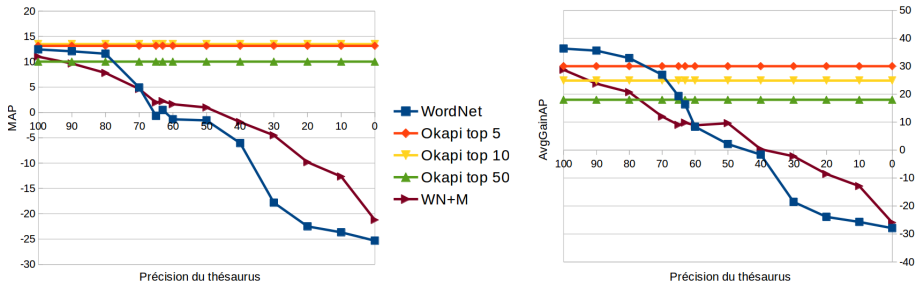 20
15
10
5
0
-5
-10
-15
-20
-25
-30
MAP
100 90 80 70 60 50 40 30 20 10 0
Précision du thésaurus
WordNet
Okapi top 5
Okapi top 10
Okapi top 50
WN+M
AvgGainAP
50
40
30
20
10
0
-10
-20
-30
-40
100 90 80 70 60 50 40 30 20 10 0
Précision du thésaurus